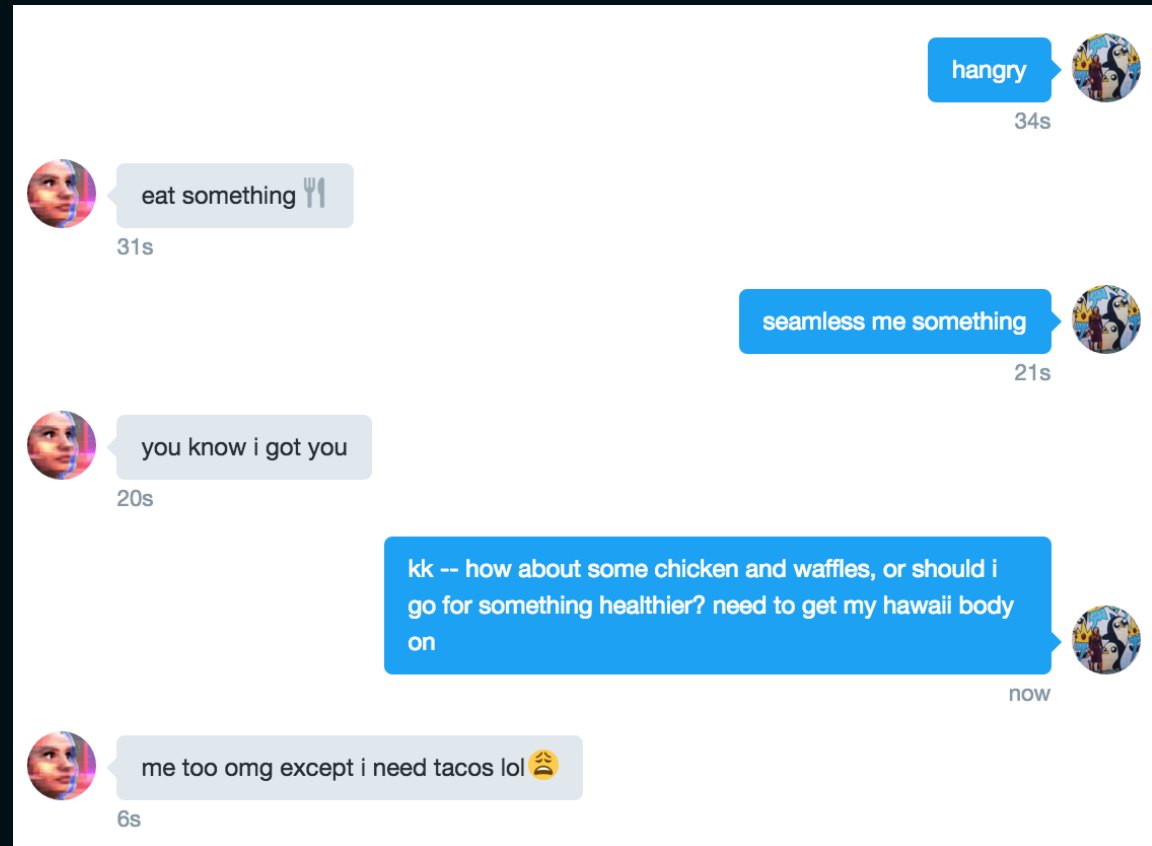 hangry
34s
eat something🍴
31s
seamless me something
21s
you know i got you
20s
kk -- how about some chicken and waffles, or should i
go for something healthier? need to get my hawaii body
on
now
me too omg except i need tacos lol😩
6s